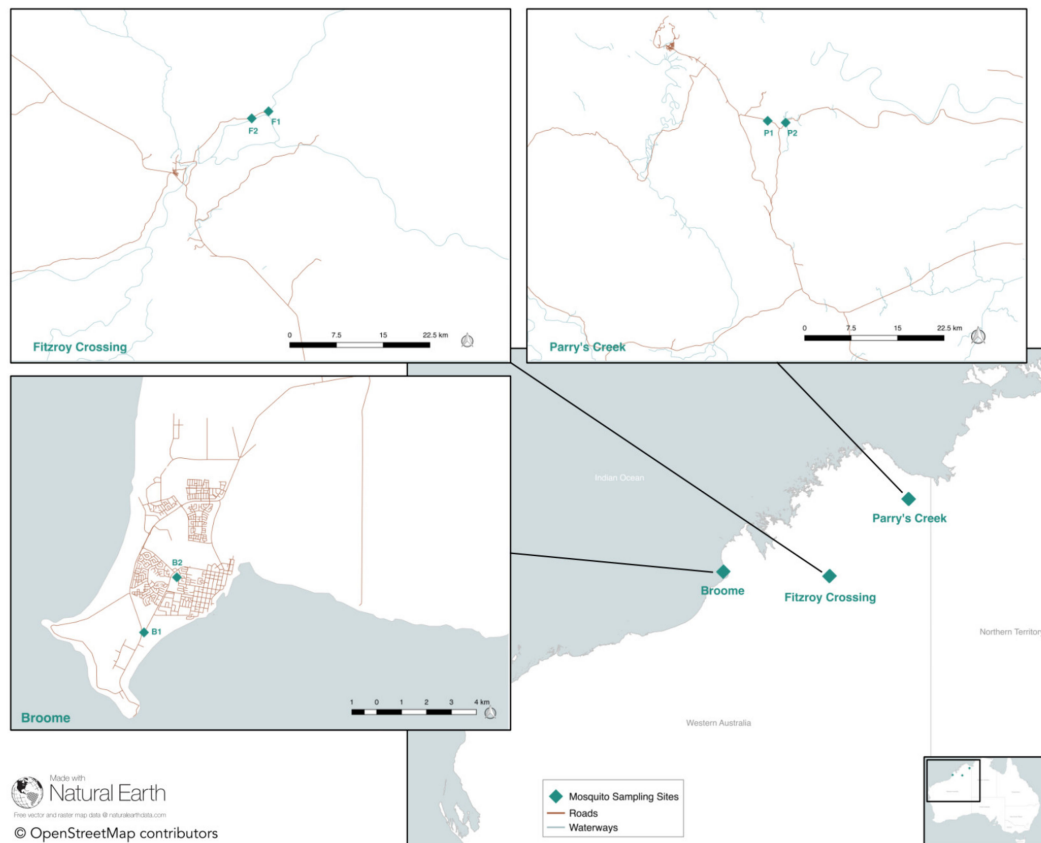 F1
F2
0 7.5 15 22.5 km
Fitzroy Crossing
P1
P2
0 7.5 15 22.5 km
Parry's Creek
B2
B1
1 0 1 2 3 4 km
Broome
Indian Ocean
Parry's Creek
Broome
Fitzroy Crossing
Northern Territory
Western Australia
Made with
Natural Earth
Free vector and raster map data @ naturalearthdata.com
© OpenStreetMap contributors
Mosquito Sampling Sites
Roads
Waterways